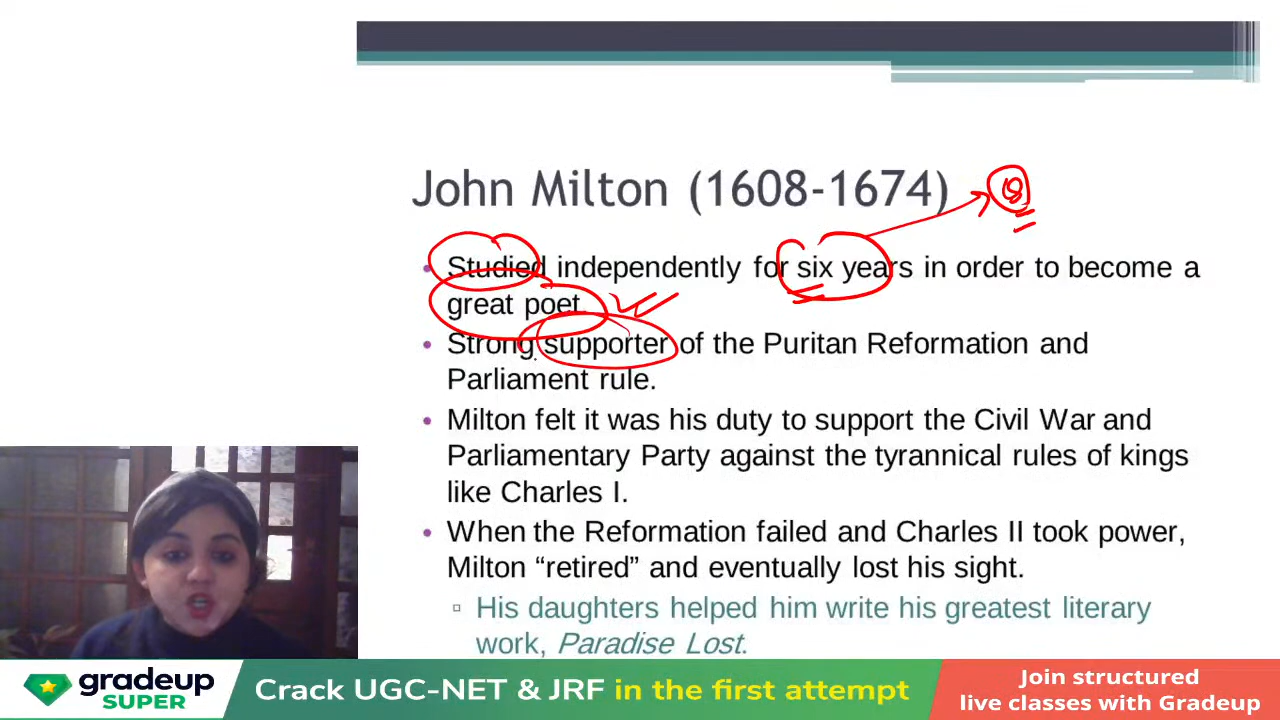 John Milton (1608-1674)
• Studied independently for six years in order to become a
great poet.
• Strong supporter of the Puritan Reformation and
Parliament rule.
• Milton felt it was his duty to support the Civil War and
Parliamentary Party against the tyrannical rules of kings
like Charles I.
• When the Reformation failed and Charles II took power,
Milton “retired” and eventually lost his sight.
▫ His daughters helped him write his greatest literary
work, Paradise Lost.
gradeup
SUPER
Crack UGC-NET & JRF in the first attempt
Join structured
live classes with Gradeup